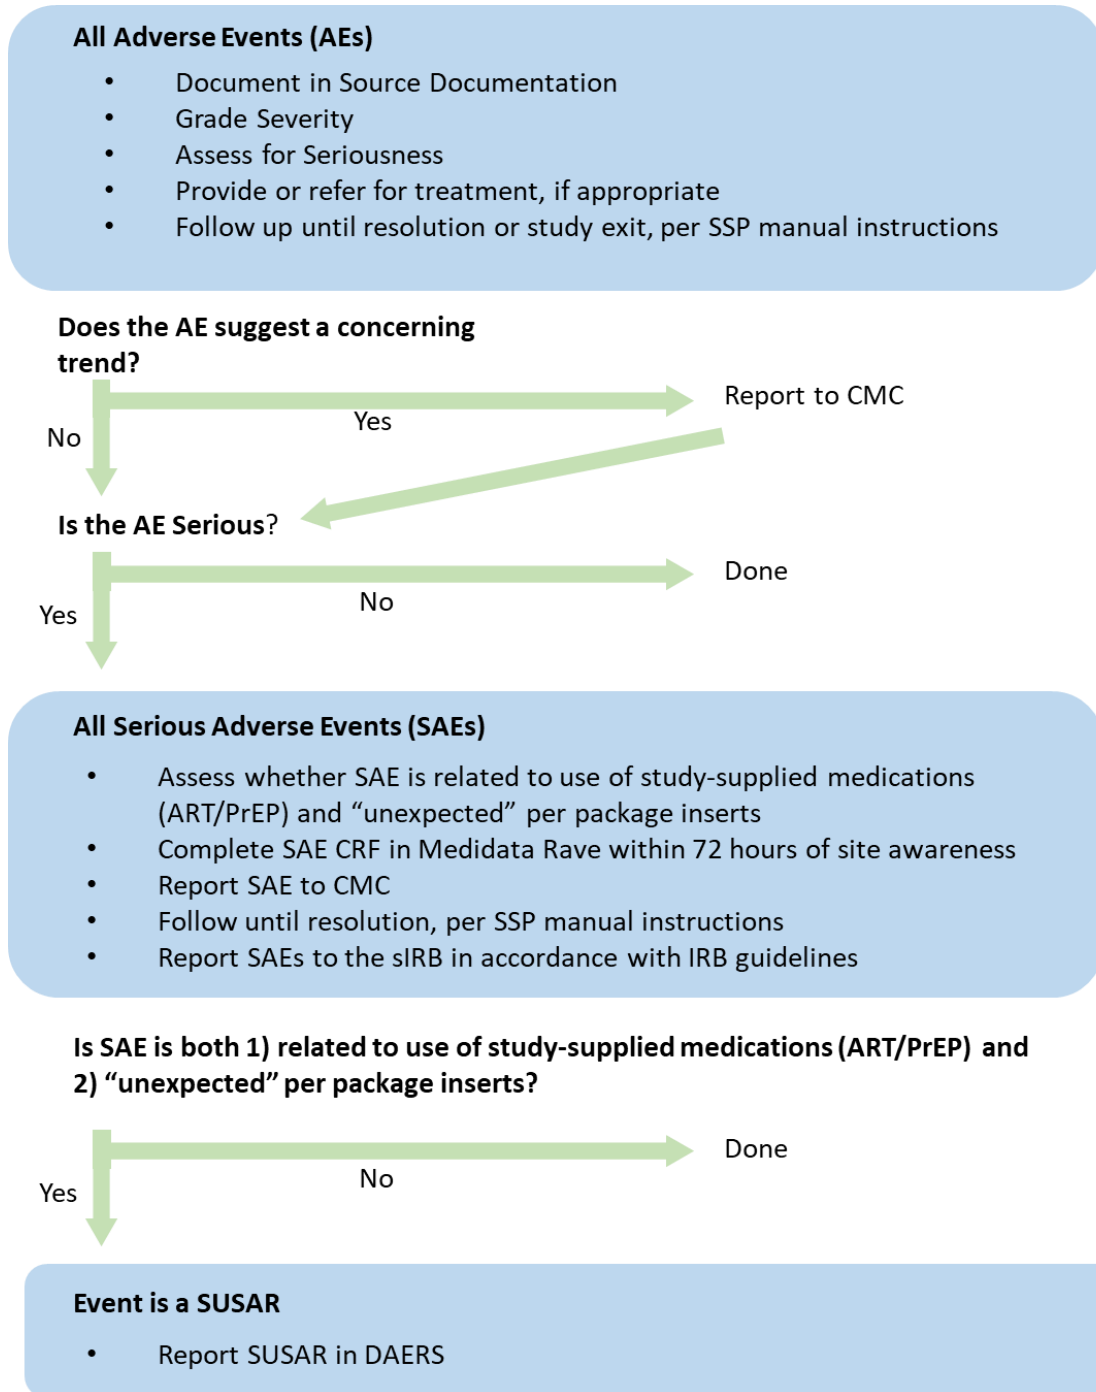 All Adverse Events (AEs)
• Document in Source Documentation
• Grade Severity
• Assess for Seriousness
• Provide or refer for treatment, if appropriate
• Follow up until resolution or study exit, per SSP manual instructions
Does the AE suggest a concerning
trend?
Report to CMC
Yes
No
Is the AE Serious?
Done
No
Yes
All Serious Adverse Events (SAEs)
• Assess whether SAE is related to use of study-supplied medications
(ART/PrEP) and “unexpected” per package inserts
• Complete SAE CRF in Medidata Rave within 72 hours of site awareness
• Report SAE to CMC
• Follow until resolution, per SSP manual instructions
• Report SAEs to the sIRB in accordance with IRB guidelines
Is SAE is both 1) related to use of study-supplied medications (ART/PrEP) and
2) “unexpected” per package inserts?
Done
No
Yes
Event is a SUSAR
• Report SUSAR in DAERS